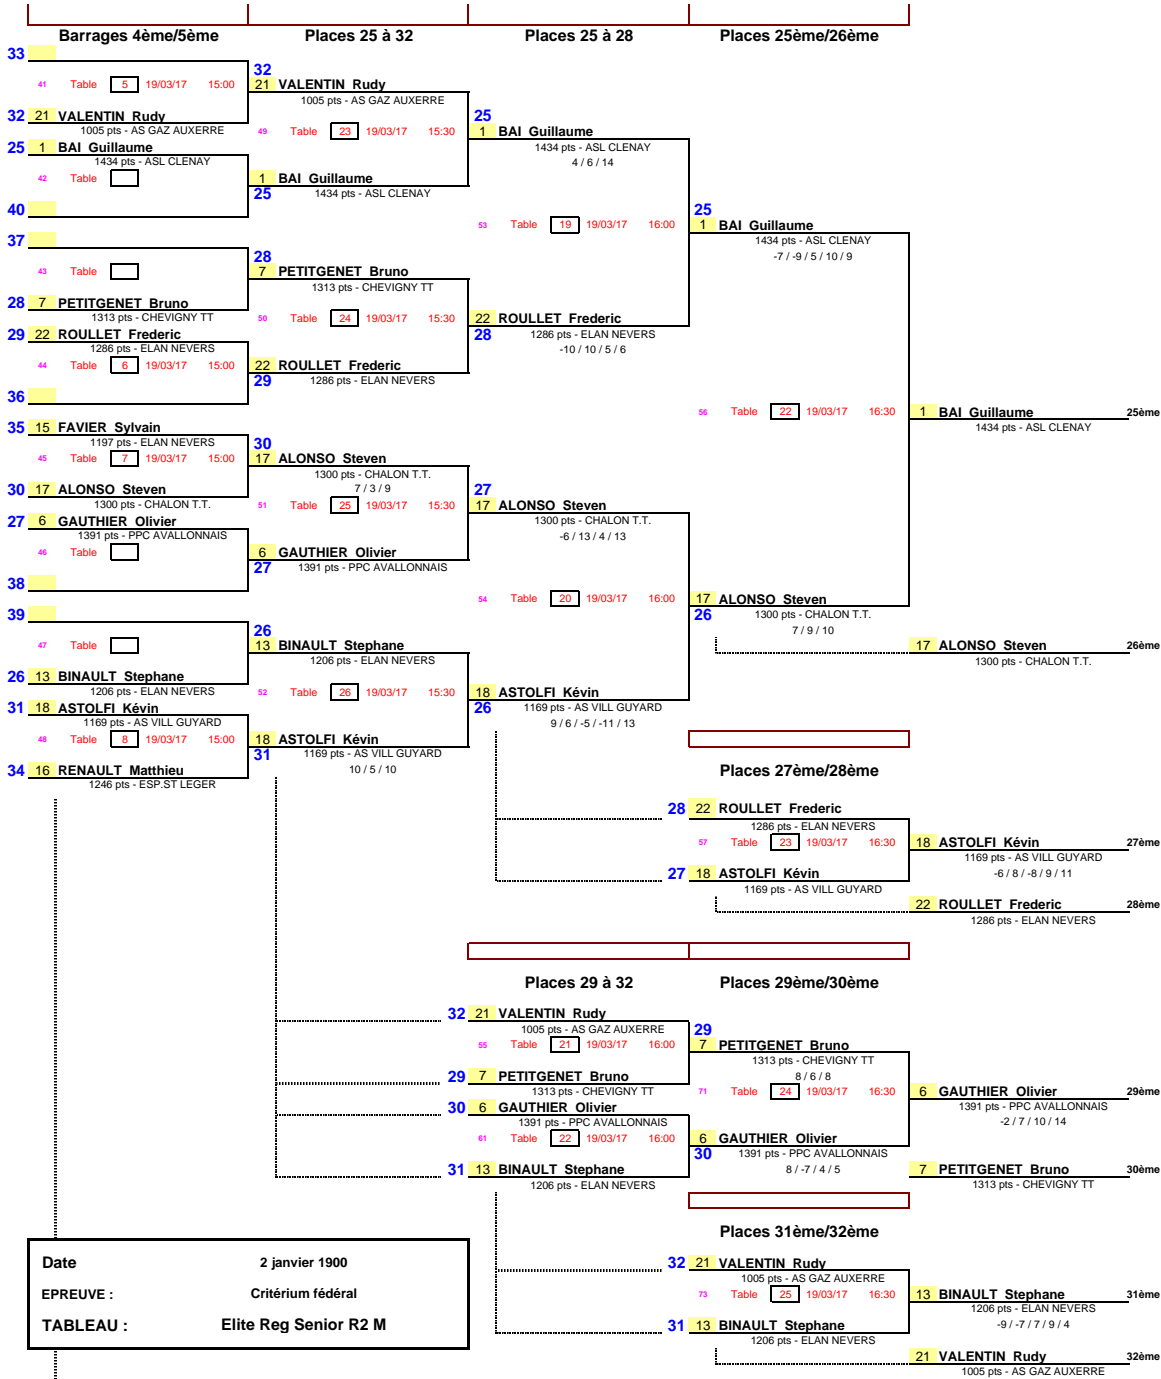 Barrages 4ème/5ème Places 25 à 32 Places 25 à 28 Places 25ème/26ème
33
32
41 Table 5 19/03/17 15:00
21 VALENTIN Rudy
1005 pts - AS GAZ AUXERRE
32 21 VALENTIN Rudy
1005 pts - AS GAZ AUXERRE
25
49 Table 23 19/03/17 15:30
1 BAI Guillaume
1434 pts - ASL CLENAY
4 / 6 / 14
25 1 BAI Guillaume
1434 pts - ASL CLENAY
42 Table
1 BAI Guillaume
25
1434 pts - ASL CLENAY
40
25
53 Table 19 19/03/17 16:00
1 BAI Guillaume
1434 pts - ASL CLENAY
-7 / -9 / 5 / 10 / 9
37
28
43 Table
7 PETITGENET Bruno
1313 pts - CHEVIGNY TT
28 7 PETITGENET Bruno
1313 pts - CHEVIGNY TT
50 Table 24 19/03/17 15:30
22 ROULLET Frederic
28
1286 pts - ELAN NEVERS
-10 / 10 / 5 / 6
29 22 ROULLET Frederic
1286 pts - ELAN NEVERS
44 Table 6 19/03/17 15:00
22 ROULLET Frederic
29
1286 pts - ELAN NEVERS
36
56 Table 22 19/03/17 16:30
1 BAI Guillaume 25ème
1434 pts - ASL CLENAY
35 15 FAVIER Sylvain
1197 pts - ELAN NEVERS
30
45 Table 7 19/03/17 15:00
17 ALONSO Steven
1300 pts - CHALON T.T.
7 / 3 / 9
30 17 ALONSO Steven
1300 pts - CHALON T.T.
27
51 Table 25 19/03/17 15:30
17 ALONSO Steven
1300 pts - CHALON T.T.
-6 / 13 / 4 / 13
27 6 GAUTHIER Olivier
1391 pts - PPC AVALLONNAIS
46 Table
6 GAUTHIER Olivier
27
1391 pts - PPC AVALLONNAIS
38
54 Table 20 19/03/17 16:00
17 ALONSO Steven
26
1300 pts - CHALON T.T.
7 / 9 / 10
39
26
47 Table
13 BINAULT Stephane
1206 pts - ELAN NEVERS
17 ALONSO Steven 26ème
1300 pts - CHALON T.T.
26 13 BINAULT Stephane
1206 pts - ELAN NEVERS
52 Table 26 19/03/17 15:30
18 ASTOLFI Kévin
26
1169 pts - AS VILL GUYARD
9 / 6 / -5 / -11 / 13
31 18 ASTOLFI Kévin
1169 pts - AS VILL GUYARD
48 Table 8 19/03/17 15:00
18 ASTOLFI Kévin
31
1169 pts - AS VILL GUYARD
10 / 5 / 10
34 16 RENAULT Matthieu
1246 pts - ESP.ST LEGER
Places 27ème/28ème
28 22 ROULLET Frederic
1286 pts - ELAN NEVERS
57 Table 23 19/03/17 16:30
18 ASTOLFI Kévin 27ème
1169 pts - AS VILL GUYARD
-6 / 8 / -8 / 9 / 11
27 18 ASTOLFI Kévin
1169 pts - AS VILL GUYARD
22 ROULLET Frederic 28ème
1286 pts - ELAN NEVERS
Places 29 à 32 Places 29ème/30ème
32 21 VALENTIN Rudy
1005 pts - AS GAZ AUXERRE
29
55 Table 21 19/03/17 16:00
7 PETITGENET Bruno
1313 pts - CHEVIGNY TT
8 / 6 / 8
29 7 PETITGENET Bruno
1313 pts - CHEVIGNY TT
71 Table 24 19/03/17 16:30
6 GAUTHIER Olivier 29ème
1391 pts - PPC AVALLONNAIS
-2 / 7 / 10 / 14
30 6 GAUTHIER Olivier
1391 pts - PPC AVALLONNAIS
61 Table 22 19/03/17 16:00
6 GAUTHIER Olivier
30
1391 pts - PPC AVALLONNAIS
8 / -7 / 4 / 5
31 13 BINAULT Stephane
1206 pts - ELAN NEVERS
7 PETITGENET Bruno 30ème
1313 pts - CHEVIGNY TT
Places 31ème/32ème
32 21 VALENTIN Rudy
1005 pts - AS GAZ AUXERRE
73 Table 25 19/03/17 16:30
13 BINAULT Stephane 31ème
1206 pts - ELAN NEVERS
-9 / -7 / 7 / 9 / 4
31 13 BINAULT Stephane
1206 pts - ELAN NEVERS
21 VALENTIN Rudy 32ème
1005 pts - AS GAZ AUXERRE
Date 2 janvier 1900
EPREUVE : Critérium fédéral
TABLEAU : Elite Reg Senior R2 M